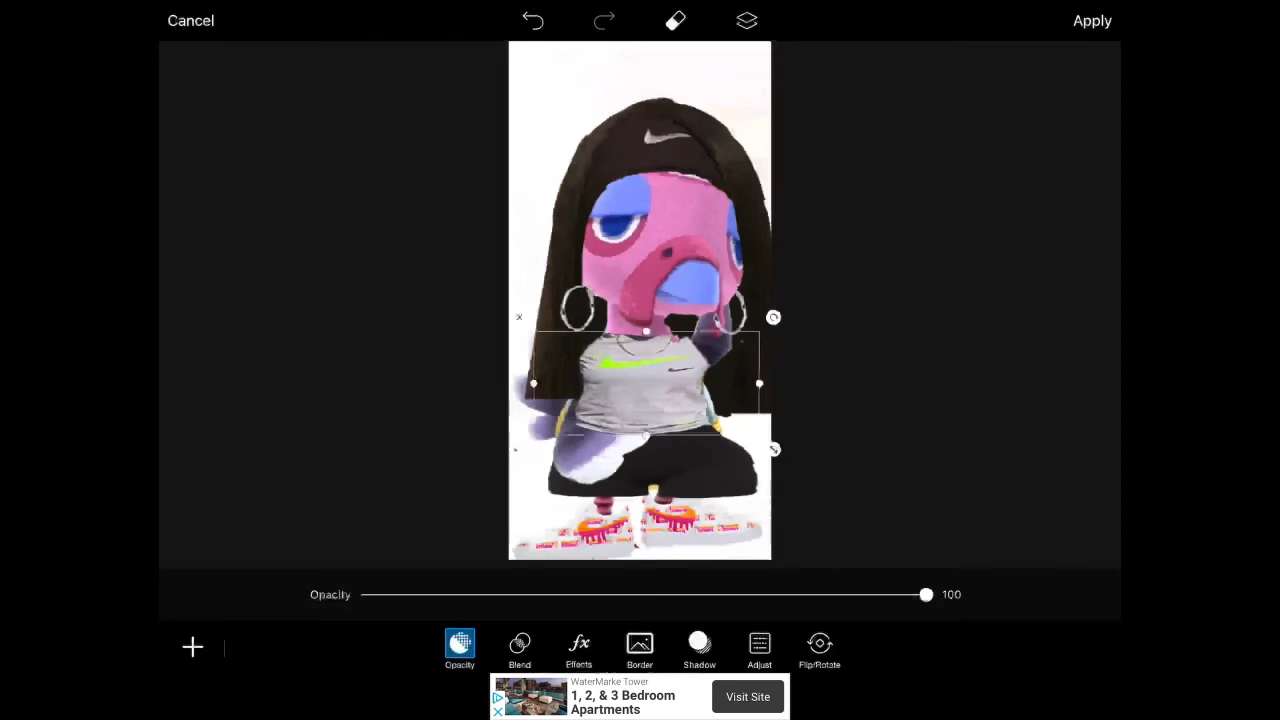 Cancel
Apply
Opacity
100
Opacity
Blend
fx
Effects
Border
Shadow
Adjust
Flip/Rotate
WaterMarke Tower
1, 2, & 3 Bedroom
Apartments
Visit Site